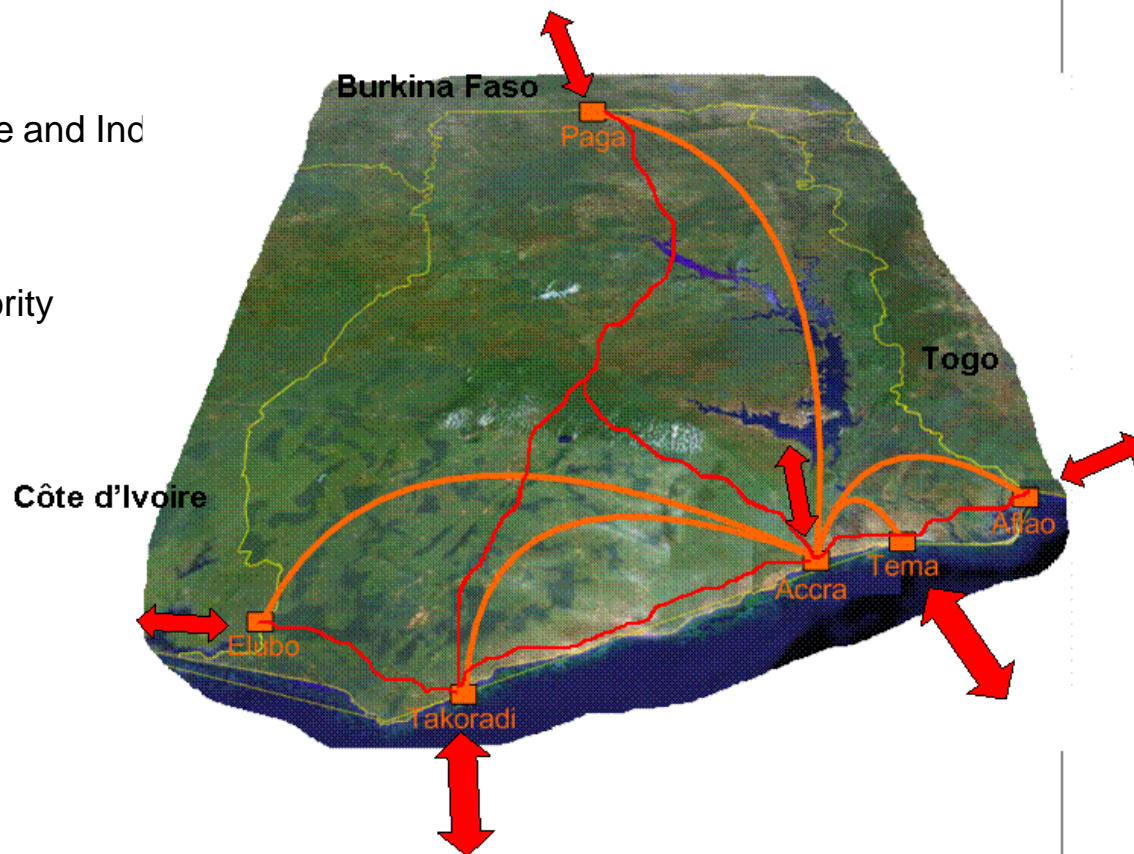 Burkina Faso
e and Ind
Paga
ority
Togo
Côte d'Ivoire
Aflao
Tema
Accra
Elubo
Takoradi